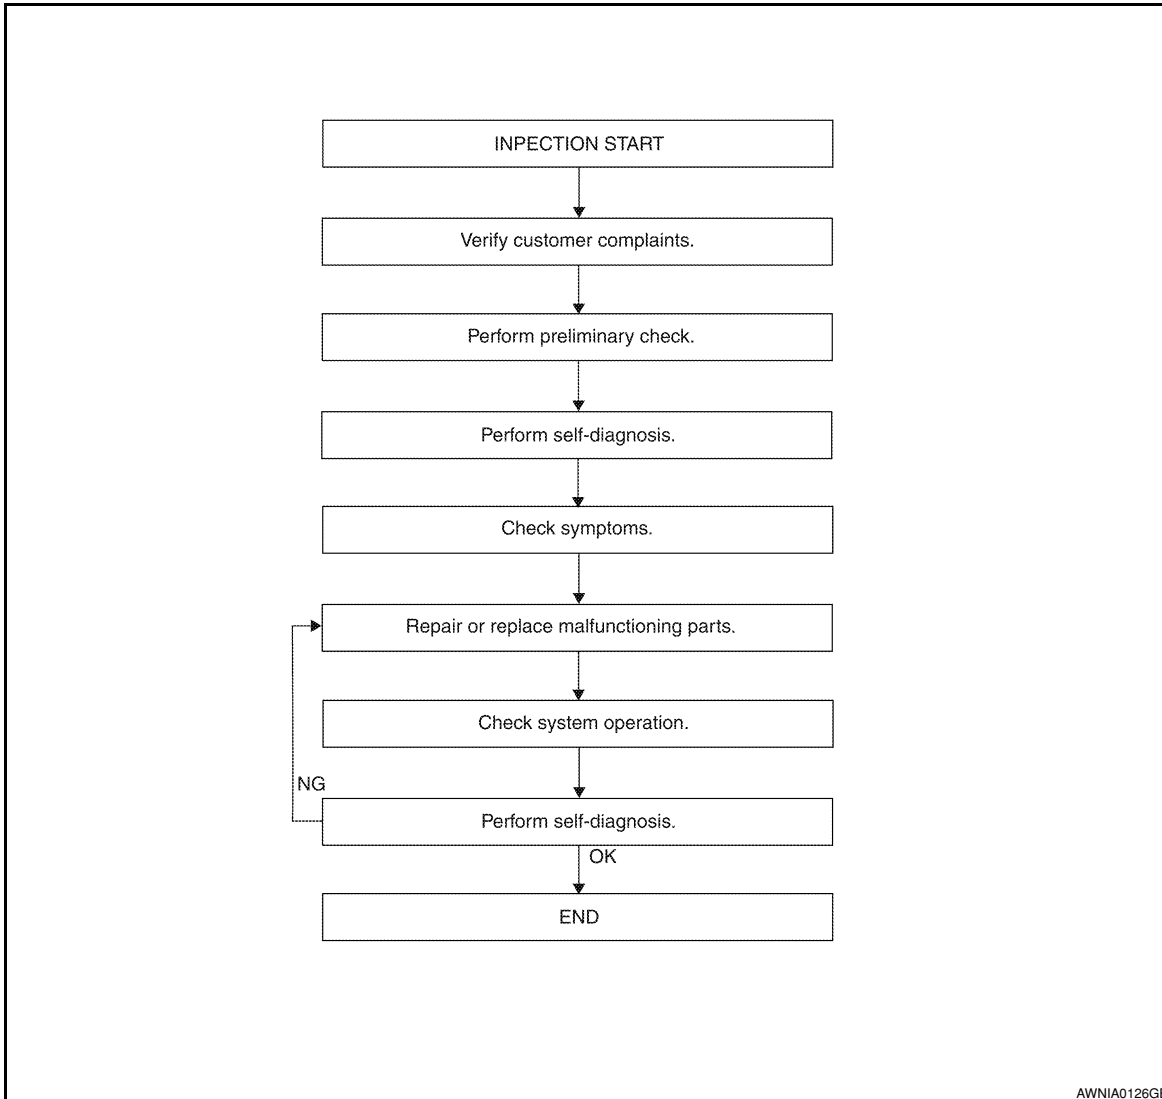 INPECTION START
Verify customer complaints.
Perform preliminary check.
Perform self-diagnosis.
Check symptoms.
Repair or replace malfunctioning parts.
Check system operation.
NG
Perform self-diagnosis.
OK
END